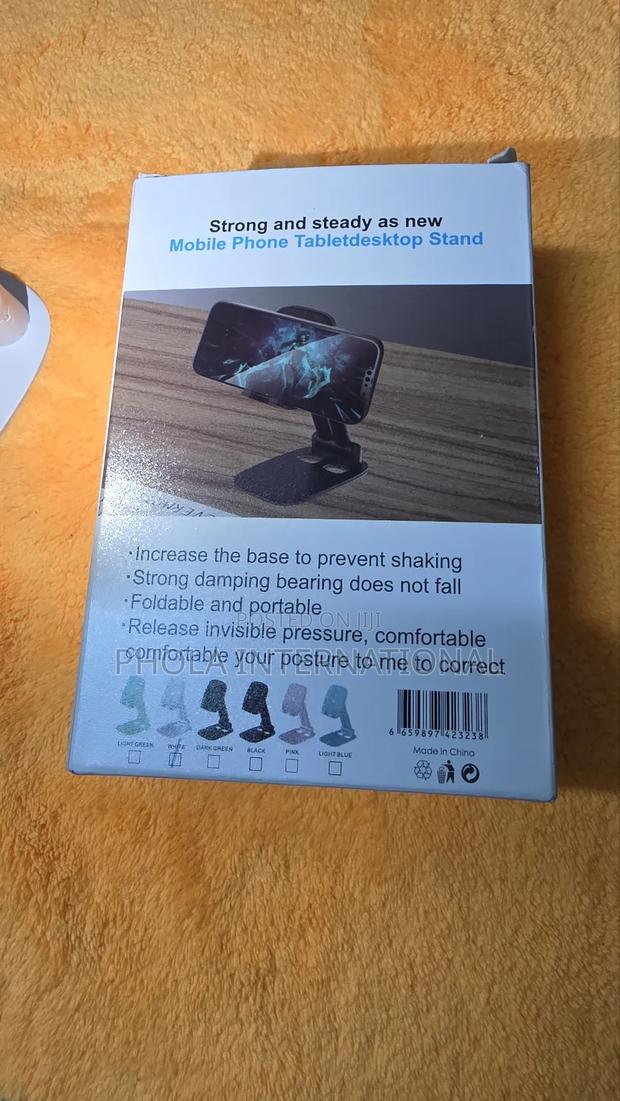 Strong and steady as new
Mobile Phone Tabletdesktop Stand
·Increase the base to prevent shaking
·Strong damping bearing does not fall
·Foldable and portable
POSTED ON JIJI
·Release invisible pressure, comfortable
PHOLA INTERNATIONAL
comfortable your posture to me to correct
LIGHT GREEN
WHITE
DARK GREEN
BLACK
PINK
LIGHT BLUE
6 659897 423238
Made in China